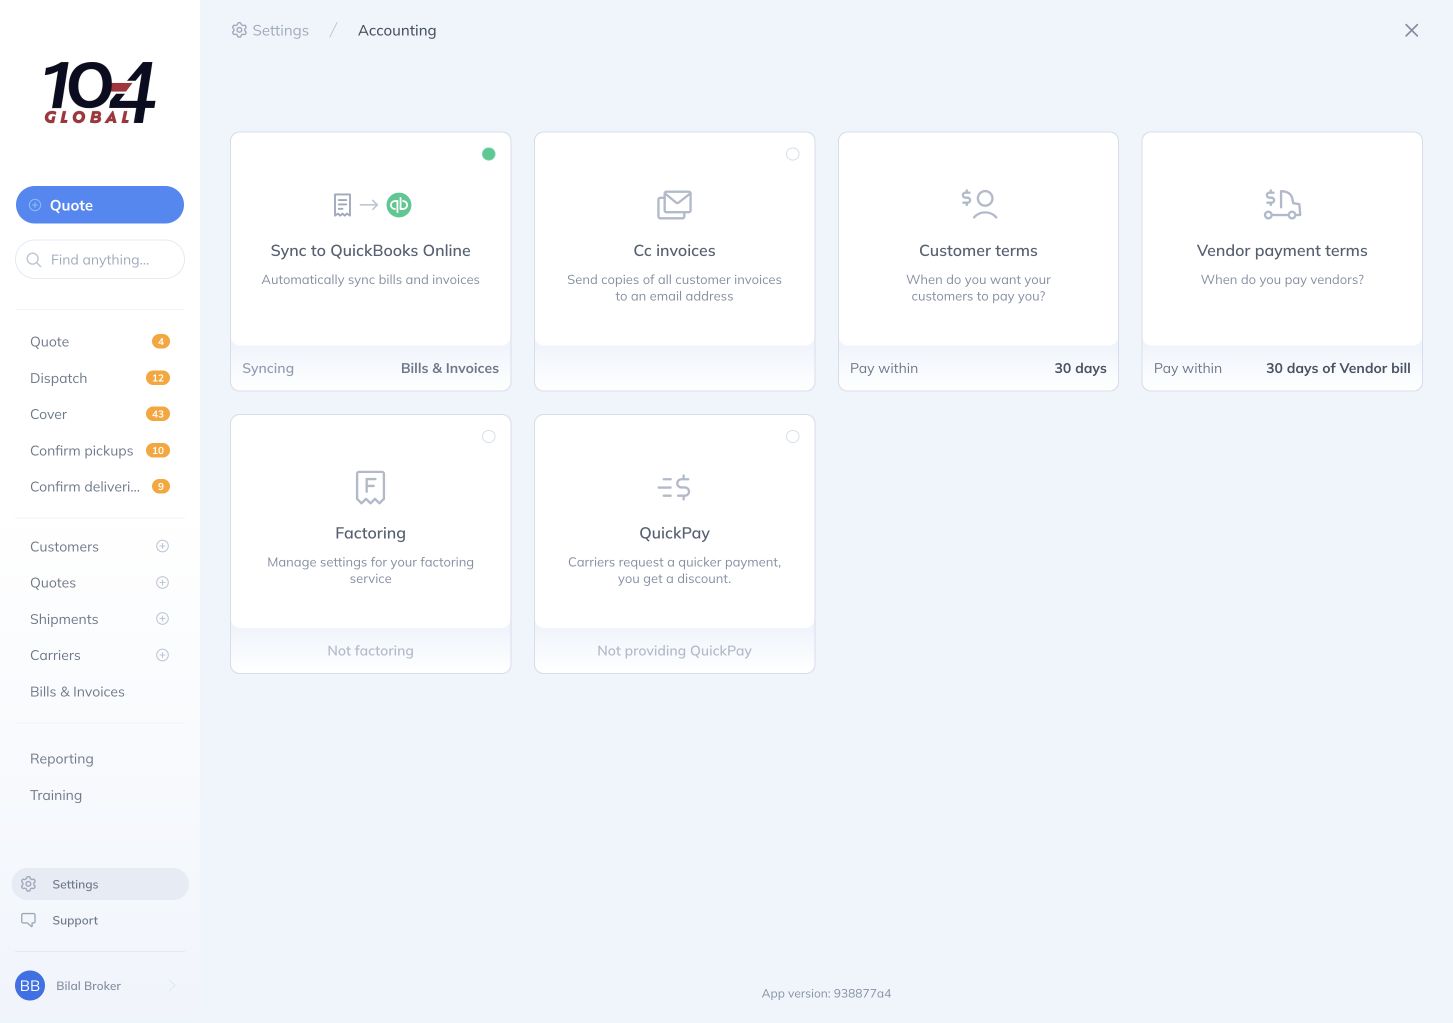 104
GLOBAL
Quote
Find anything...
Quote 4
Dispatch 12
Cover 43
Confirm pickups 10
Confirm deliveri... 9
Customers
Quotes
Shipments
Carriers
Bills & Invoices
Reporting
Training
Settings
Support
BB Bilal Broker
Settings / Accounting
qb
Sync to QuickBooks Online
Automatically sync bills and invoices
Syncing Bills & Invoices
Cc invoices
Send copies of all customer invoices
to an email address
$
Customer terms
When do you want your
customers to pay you?
Pay within 30 days
$
Vendor payment terms
When do you pay vendors?
Pay within 30 days of Vendor bill
F
Factoring
Manage settings for your factoring
service
Not factoring
$
QuickPay
Carriers request a quicker payment,
you get a discount.
Not providing QuickPay
App version: 938877a4